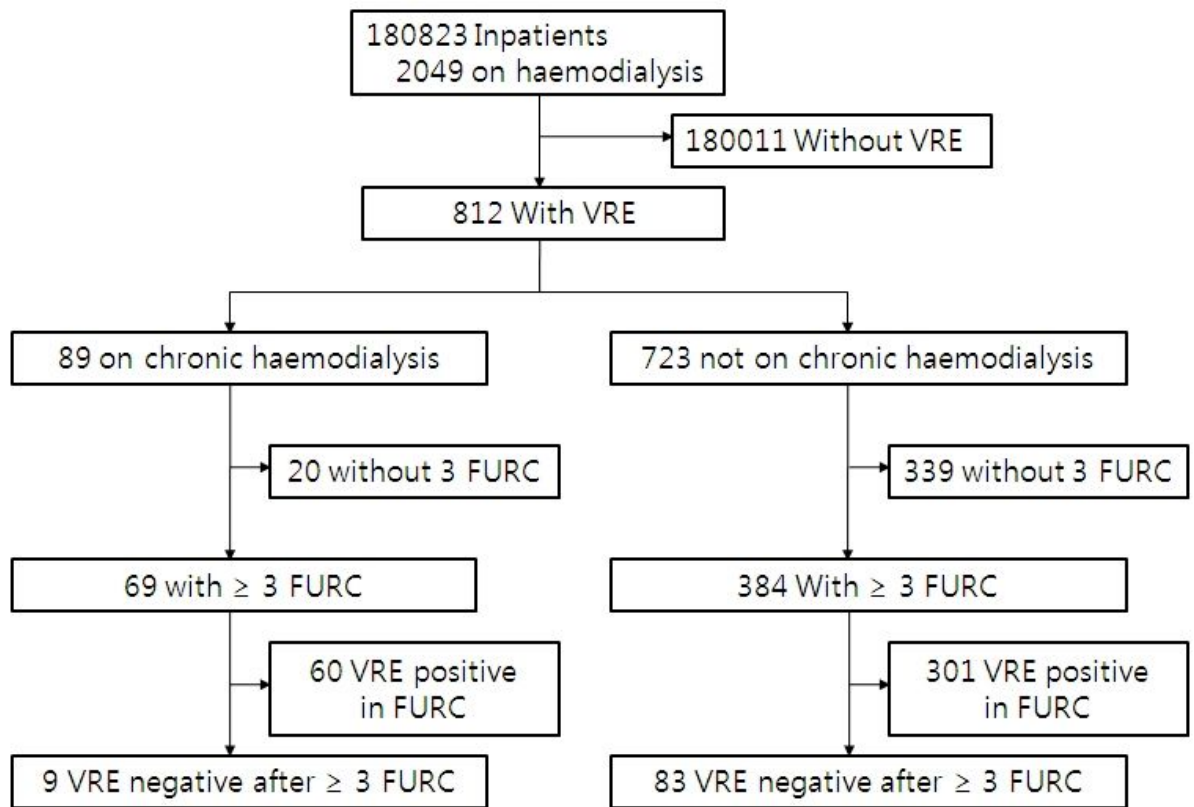 180823 Inpatients
2049 on haemodialysis
180011 Without VRE
812 With VRE
89 on chronic haemodialysis
723 not on chronic haemodialysis
20 without 3 FURC
339 without 3 FURC
69 with ≥ 3 FURC
384 With ≥ 3 FURC
60 VRE positive
in FURC
301 VRE positive
in FURC
9 VRE negative after ≥ 3 FURC
83 VRE negative after ≥ 3 FURC